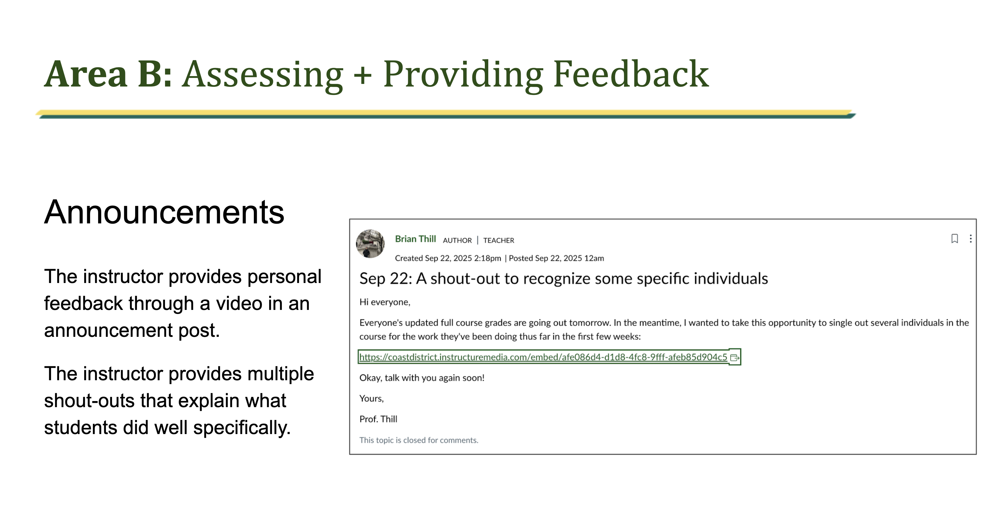 Area B: Assessing + Providing Feedback
Announcements
The instructor provides personal
feedback through a video in an
announcement post.
The instructor provides multiple
shout-outs that explain what
students did well specifically.
Brian Thill AUTHOR | TEACHER
Created Sep 22, 2025 2:18pm | Posted Sep 22, 2025 12am
Sep 22: A shout-out to recognize some specific individuals
Hi everyone,
Everyone's updated full course grades are going out tomorrow. In the meantime, I wanted to take this opportunity to single out several individuals in the
course for the work they've been doing thus far in the first few weeks:
https://coastdistrict.instructuremedia.com/embed/afe086d4-d1d8-4fc8-9fff-afeb85d904c5
Okay, talk with you again soon!
Yours,
Prof. Thill
This topic is closed for comments.